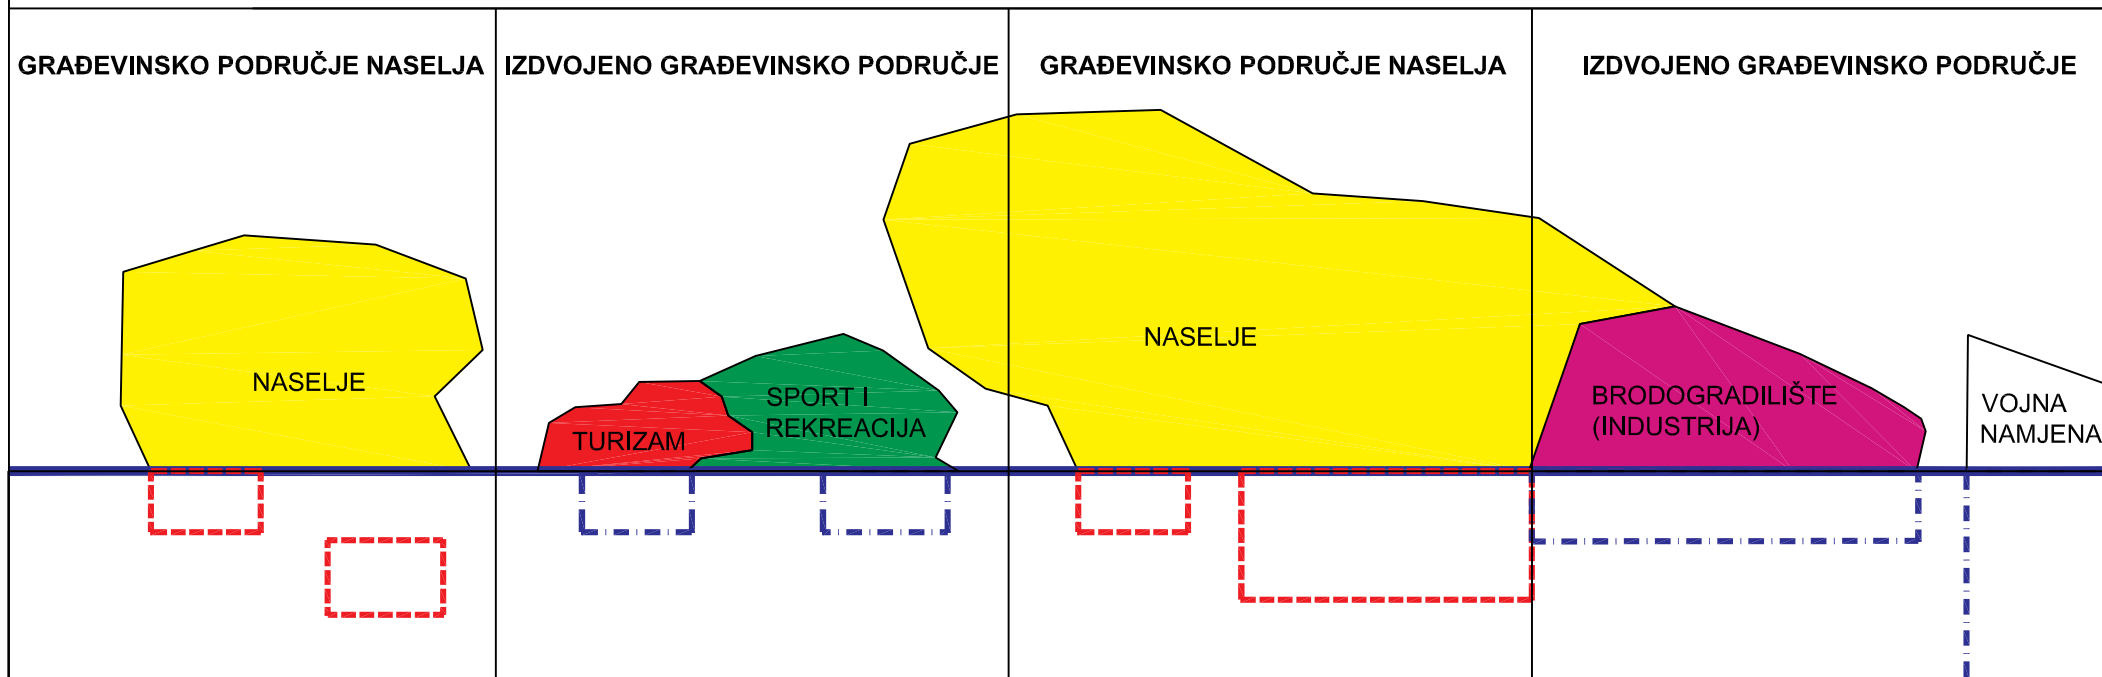 GRAĐEVINSKO PODRUČJE NASELJA
IZDVOJENO GRAĐEVINSKO PODRUČJE
GRAĐEVINSKO PODRUČJE NASELJA
IZDVOJENO GRAĐEVINSKO PODRUČJE
NASELJE
TURIZAM
SPORT I
REKREACIJA
NASELJE
BRODOGRADILIŠTE
(INDUSTRIJA)
VOJNA
NAMJENA